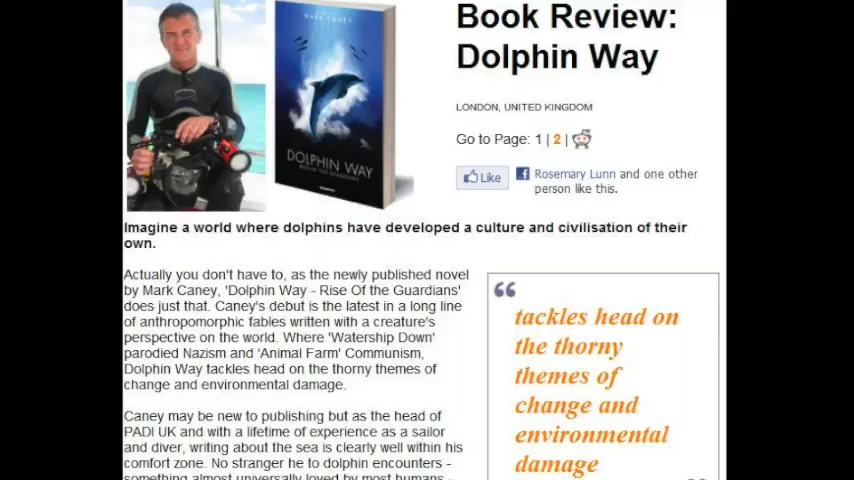 MARK CANEY
DOLPHIN WAY
RISE OF THE GUARDIANS
Book Review:
Dolphin Way
LONDON, UNITED KINGDOM
Go to Page: 1 | 2 |
Like
Rosemary Lunn and one other
person like this.
Imagine a world where dolphins have developed a culture and civilisation of their
own.
Actually you don't have to, as the newly published novel
by Mark Caney, 'Dolphin Way - Rise Of the Guardians'
does just that. Caney's debut is the latest in a long line
of anthropomorphic fables written with a creature's
perspective on the world. Where 'Watership Down'
parodied Nazism and 'Animal Farm' Communism,
Dolphin Way tackles head on the thorny themes of
change and environmental damage.
Caney may be new to publishing but as the head of
PADI UK and with a lifetime of experience as a sailor
and diver, writing about the sea is clearly well within his
comfort zone. No stranger he to dolphin encounters -
something almost universally loved by most humans -
“
tackles head on
the thorny
themes of
change and
environmental
damage